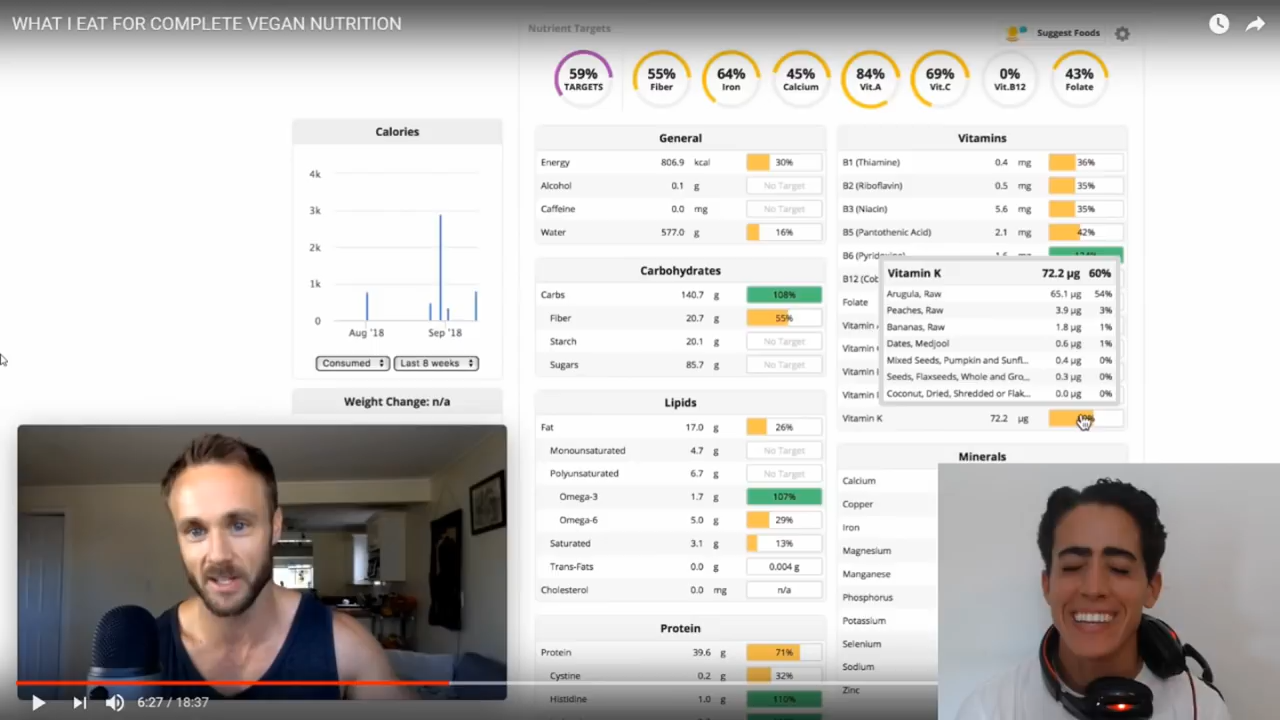 WHAT I EAT FOR COMPLETE VEGAN NUTRITION
Nutrient Targets
Suggest Foods
59% TARGETS
55% Fiber
64% Iron
45% Calcium
84% Vit.A
69% Vit.C
0% Vit.B12
43% Folate
Calories
4k
3k
2k
1k
0
Aug '18 Sep '18
Consumed Last 8 weeks
Weight Change: n/a
General
Energy 806.9 kcal 30%
Alcohol 0.1 g No Target
Caffeine 0.0 mg No Target
Water 577.0 g 16%
Carbohydrates
Carbs 140.7 g 108%
Fiber 20.7 g 55%
Starch 20.1 g No Target
Sugars 85.7 g No Target
Lipids
Fat 17.0 g 26%
Monounsaturated 4.7 g No Target
Polyunsaturated 6.7 g No Target
Omega-3 1.7 g 107%
Omega-6 5.0 g 29%
Saturated 3.1 g 13%
Trans-Fats 0.0 g 0.004 g
Cholesterol 0.0 mg n/a
Protein
Protein 39.6 g 71%
Cystine 0.2 g 32%
Histidine 1.0 g 110%
Vitamins
B1 (Thiamine) 0.4 mg 36%
B2 (Riboflavin) 0.5 mg 35%
B3 (Niacin) 5.6 mg 35%
B5 (Pantothenic Acid) 2.1 mg 42%
B6 (Pyridoxine) mg
B12 (Cob
Folate
Vitamin
Vitamin
Vitamin
Vitamin
Vitamin K 72.2 µg
Vitamin K 72.2 µg 60%
Arugula, Raw 65.1 µg 54%
Peaches, Raw 3.9 µg 3%
Bananas, Raw 1.8 µg 1%
Dates, Medjool 0.6 µg 1%
Mixed Seeds, Pumpkin and Sunfl... 0.4 µg 0%
Seeds, Flaxseeds, Whole and Gro... 0.3 µg 0%
Coconut, Dried, Shredded or Flak... 0.0 µg 0%
Minerals
Calcium
Copper
Iron
Magnesium
Manganese
Phosphorus
Potassium
Selenium
Sodium
Zinc
6:27 / 18:37